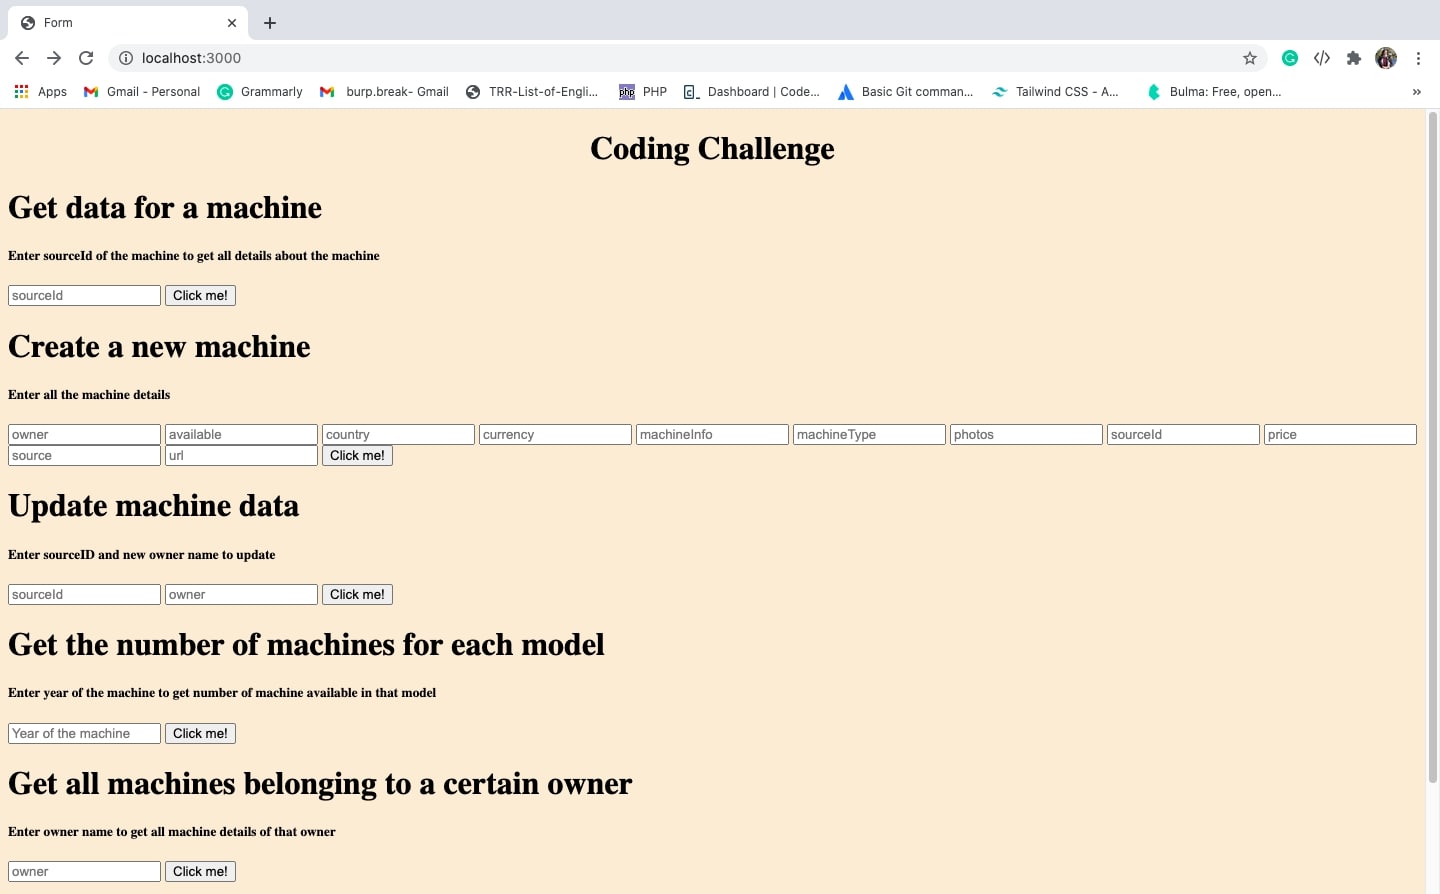 Form
localhost:3000
Apps Gmail - Personal Grammarly burp.break- Gmail TRR-List-of-Engli... php PHP Dashboard | Code... Basic Git comman... Tailwind CSS - A... Bulma: Free, open... »
Coding Challenge
Get data for a machine
Enter sourceId of the machine to get all details about the machine
sourceId Click me!
Create a new machine
Enter all the machine details
owner available country currency machineInfo machineType photos sourceId price
source url Click me!
Update machine data
Enter sourceID and new owner name to update
sourceId owner Click me!
Get the number of machines for each model
Enter year of the machine to get number of machine available in that model
Year of the machine Click me!
Get all machines belonging to a certain owner
Enter owner name to get all machine details of that owner
owner Click me!